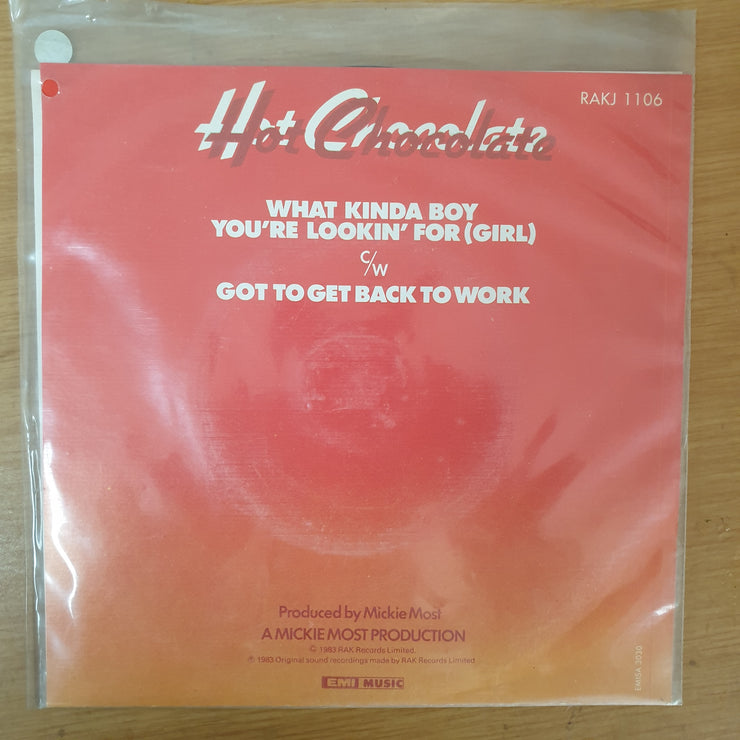 Hot Chocolate
RAKJ 1106
WHAT KINDA BOY
YOU'RE LOOKIN' FOR (GIRL)
c/w
GOT TO GET BACK TO WORK
Produced by Mickie Most
A MICKIE MOST PRODUCTION
© 1983 RAK Records Limited.
℗ 1983 Original sound recordings made by RAK Records Limited
EMI MUSIC
EMISA 3020